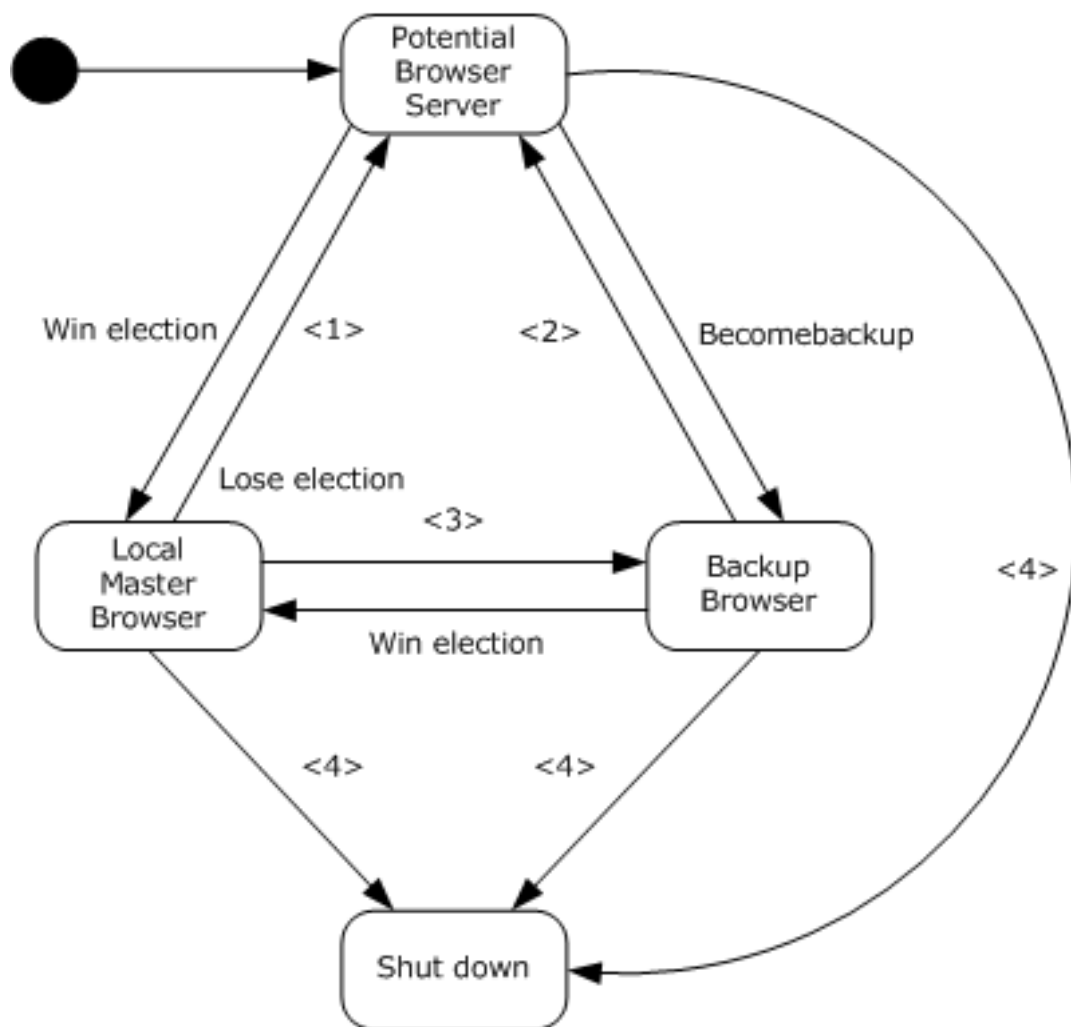 Potential
Browser
Server
Win election
<1>
<2>
Becomebackup
Lose election
<3>
Local
Master
Browser
Backup
Browser
<4>
Win election
<4>
<4>
Shut down